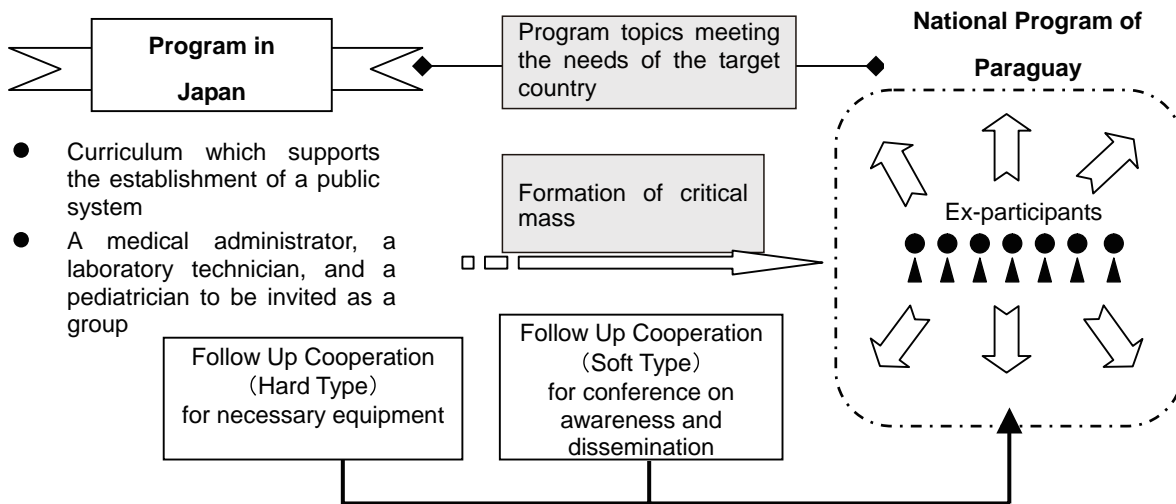 Program in
Japan
Program topics meeting
the needs of the target
country
National Program of
Paraguay
● Curriculum which supports
the establishment of a public
system
● A medical administrator, a
laboratory technician, and a
pediatrician to be invited as a
group
Formation of critical
mass
Ex-participants
Follow Up Cooperation
（Hard Type）
for necessary equipment
Follow Up Cooperation
（Soft Type）
for conference on
awareness and
dissemination